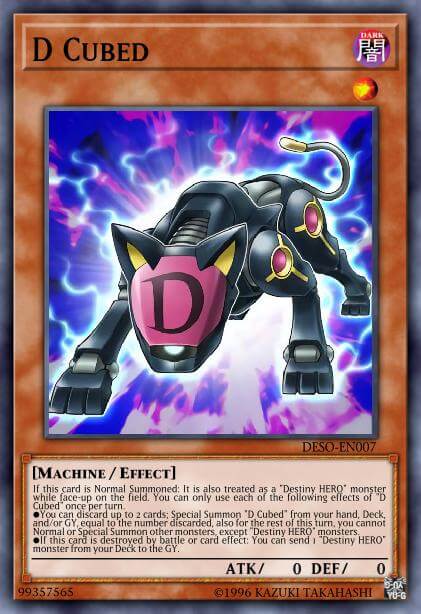 D Cubed
DARK
闇
D
DESO-EN007
[Machine / Effect]
If this card is Normal Summoned: It is also treated as a "Destiny HERO" monster
while face-up on the field. You can only use each of the following effects of "D
Cubed" once per turn.
●You can discard up to 2 cards; Special Summon "D Cubed" from your hand, Deck,
and/or GY, equal to the number discarded, also for the rest of this turn, you cannot
Normal or Special Summon other monsters, except "Destiny HERO" monsters.
●If this card is destroyed by battle or card effect: You can send 1 "Destiny HERO"
monster from your Deck to the GY.
ATK/ 0 DEF/ 0
99357565 ©1996 KAZUKI TAKAHASHI